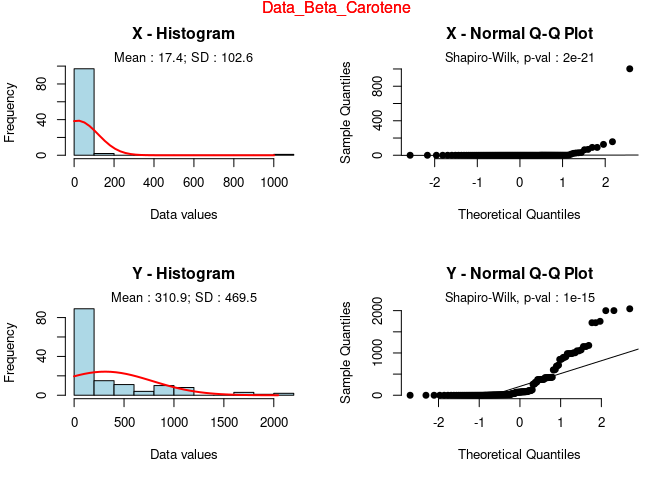 Data_Beta_Carotene
X - Histogram
Mean : 17.4; SD : 102.6
Frequency
0 40 80
0 200 400 600 800 1000
Data values
X - Normal Q-Q Plot
Shapiro-Wilk, p-val : 2e-21
Sample Quantiles
0 400 800
-2 -1 0 1 2
Theoretical Quantiles
Y - Histogram
Mean : 310.9; SD : 469.5
Frequency
0 40 80
0 500 1000 1500 2000
Data values
Y - Normal Q-Q Plot
Shapiro-Wilk, p-val : 1e-15
Sample Quantiles
0 1000 2000
-2 -1 0 1 2
Theoretical Quantiles